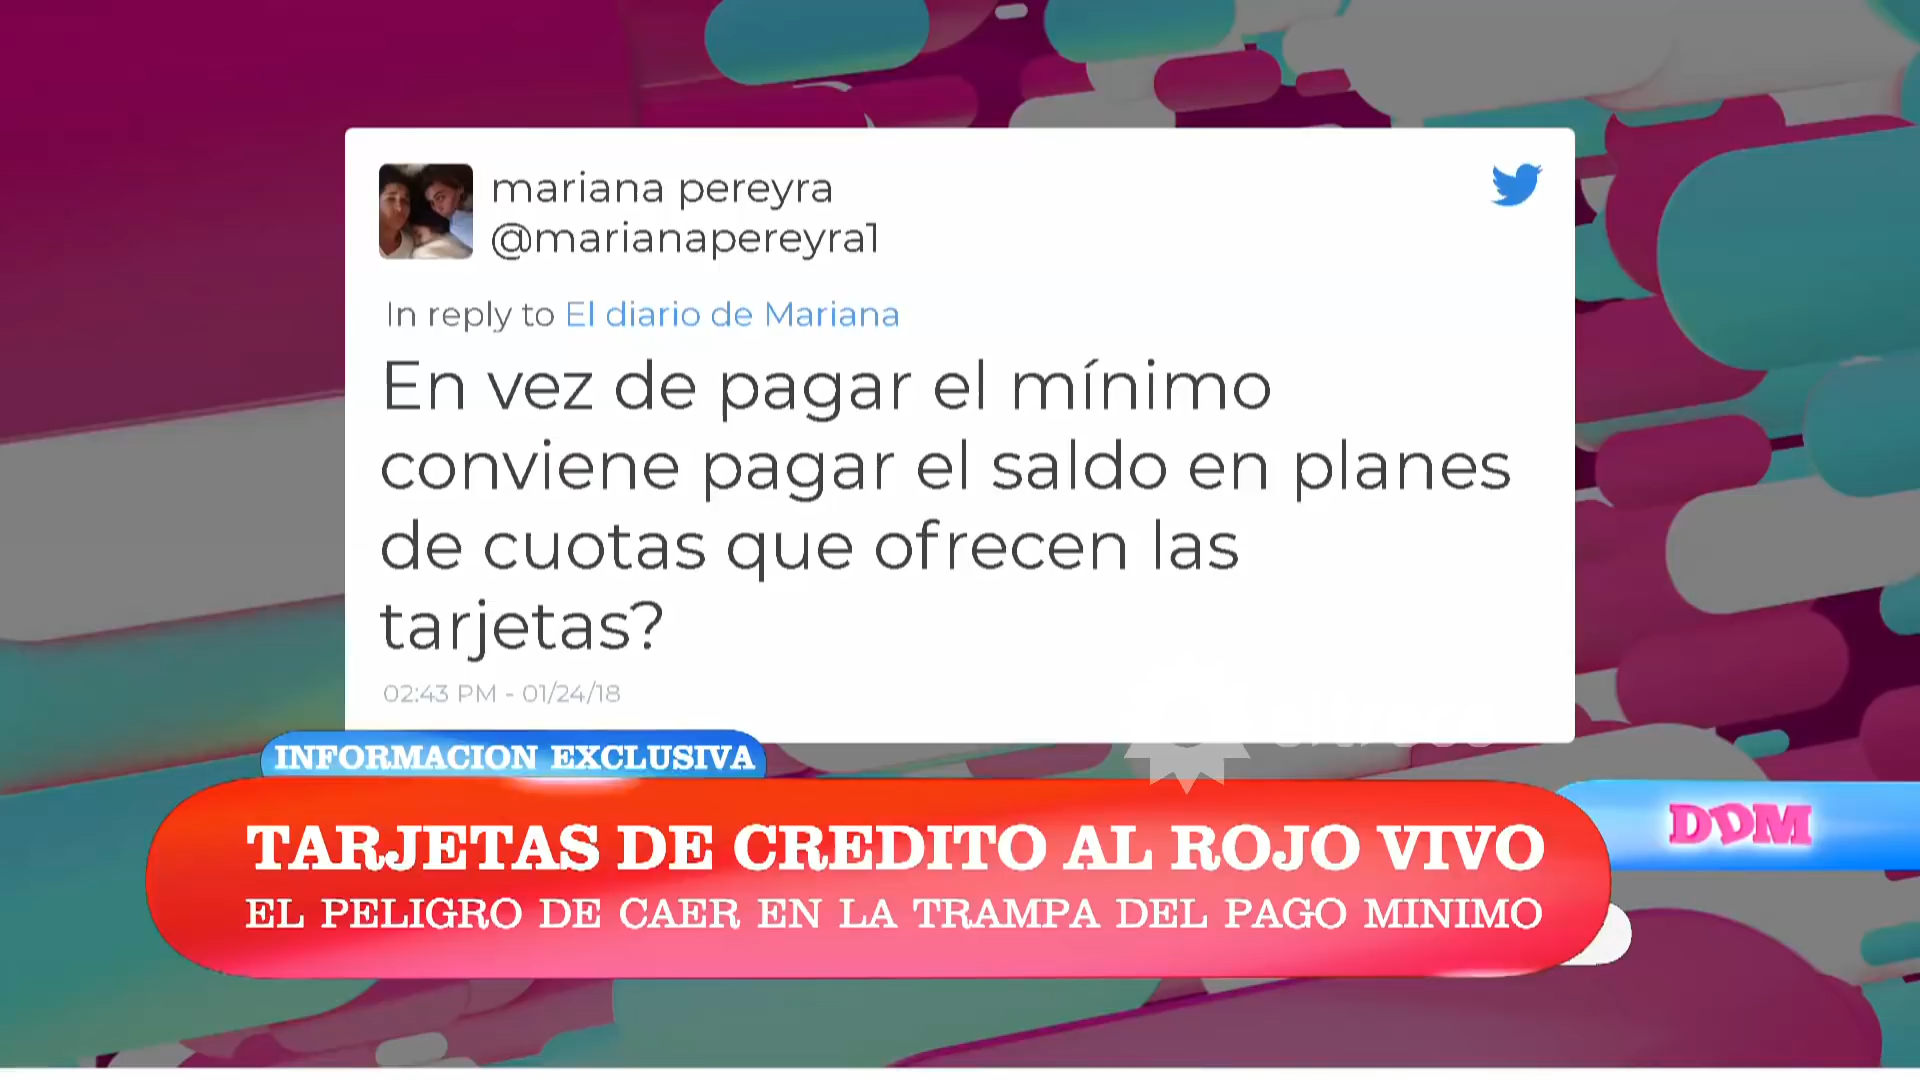 mariana pereyra
@marianapereyra1
In reply to El diario de Mariana
En vez de pagar el mínimo
conviene pagar el saldo en planes
de cuotas que ofrecen las
tarjetas?
02:43 PM - 01/24/18
INFORMACION EXCLUSIVA
TARJETAS DE CREDITO AL ROJO VIVO
DDM
EL PELIGRO DE CAER EN LA TRAMPA DEL PAGO MINIMO